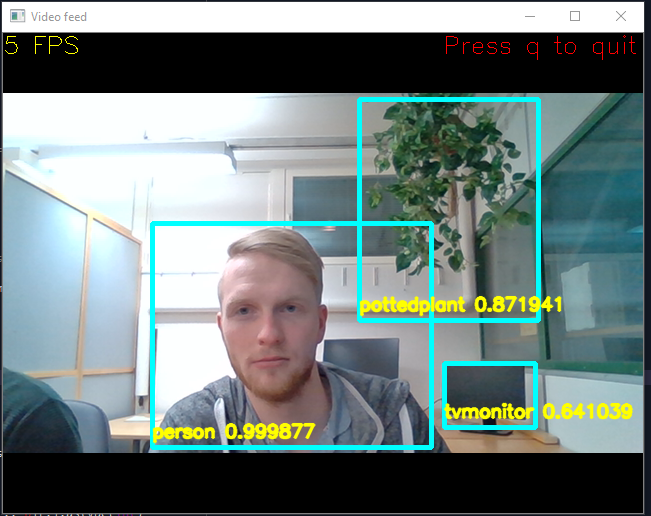 Video feed
5 FPS
Press q to quit
pottedplant 0.871941
tvmonitor 0.641039
person 0.999877